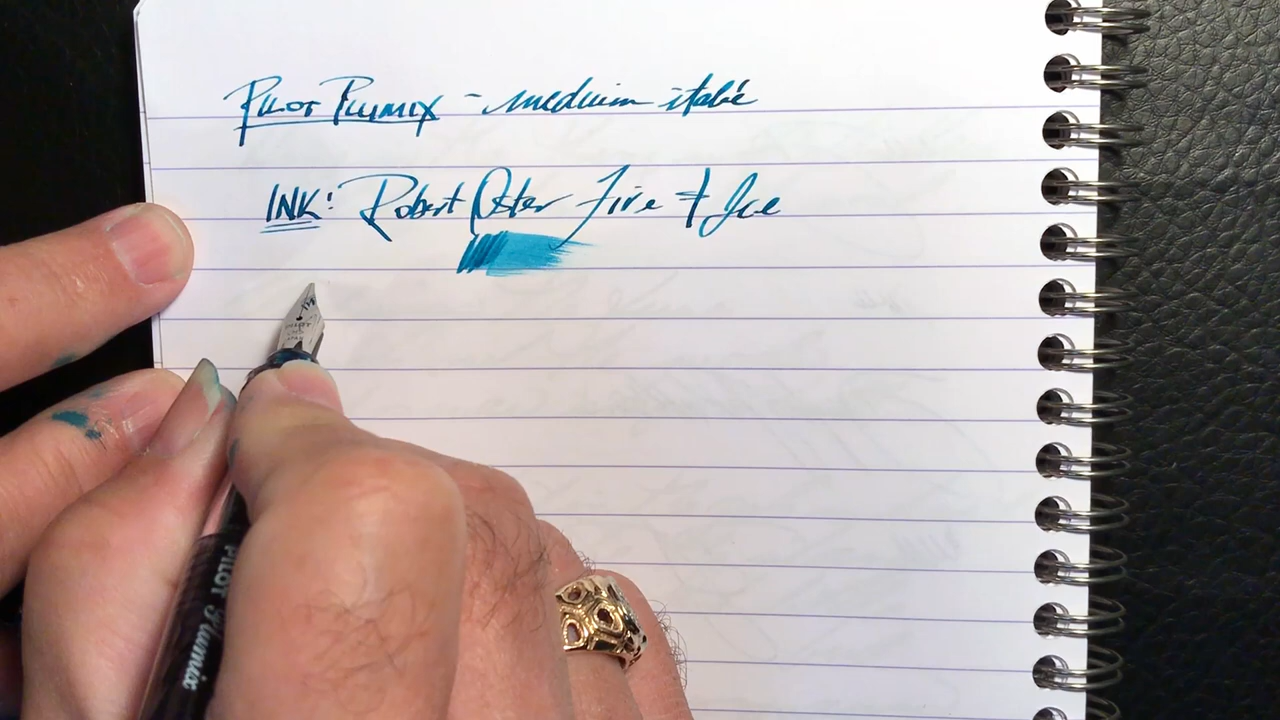 Pilot Plumix - medium italic
INK: Robert Oster Fire & Ice
PILOT Plumix